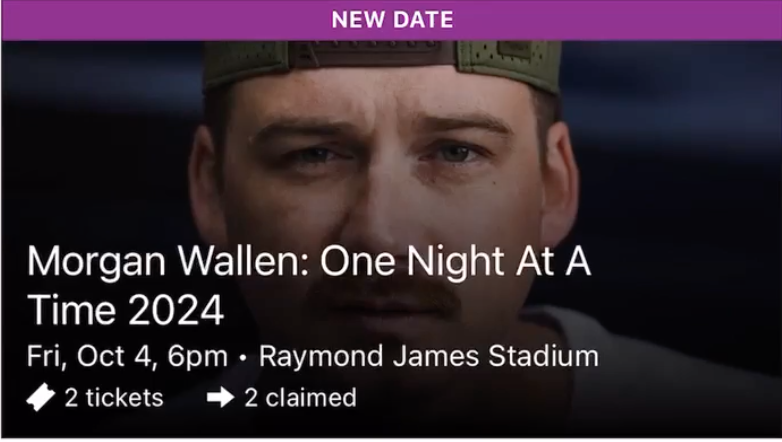 NEW DATE
Morgan Wallen: One Night At A
Time 2024
Fri, Oct 4, 6pm • Raymond James Stadium
2 tickets 2 claimed